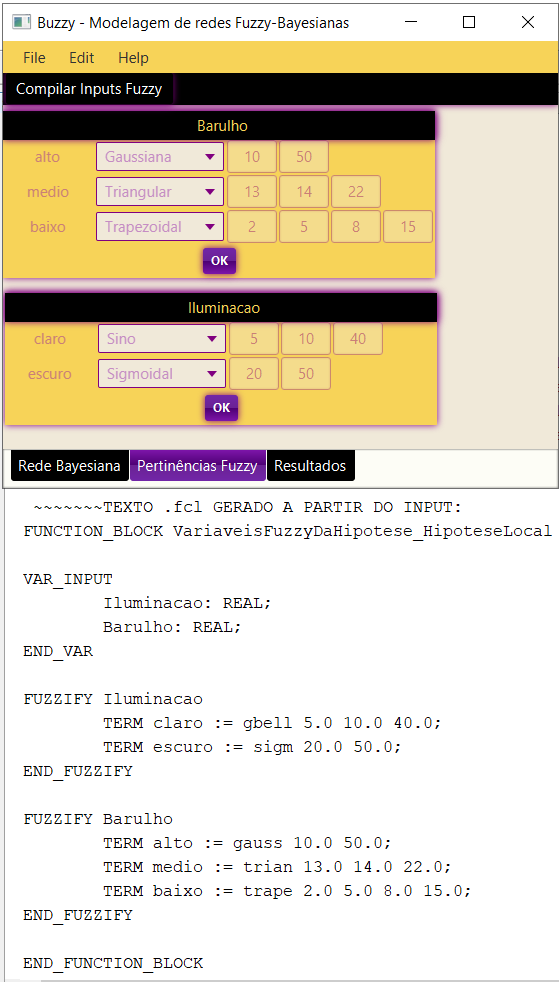 Buzzy - Modelagem de redes Fuzzy-Bayesianas
File Edit Help
Compilar Inputs Fuzzy
Barulho
alto Gaussiana 10 50
medio Triangular 13 14 22
baixo Trapezoidal 2 5 8 15
OK
Iluminacao
claro Sino 5 10 40
escuro Sigmoidal 20 50
OK
Rede Bayesiana Pertinências Fuzzy Resultados
~~~~~~~TEXTO .fcl GERADO A PARTIR DO INPUT:
FUNCTION_BLOCK VariaveisFuzzyDaHipotese_HipoteseLocal
VAR_INPUT
Iluminacao: REAL;
Barulho: REAL;
END_VAR
FUZZIFY Iluminacao
TERM claro := gbell 5.0 10.0 40.0;
TERM escuro := sigm 20.0 50.0;
END_FUZZIFY
FUZZIFY Barulho
TERM alto := gauss 10.0 50.0;
TERM medio := trian 13.0 14.0 22.0;
TERM baixo := trape 2.0 5.0 8.0 15.0;
END_FUZZIFY
END_FUNCTION_BLOCK